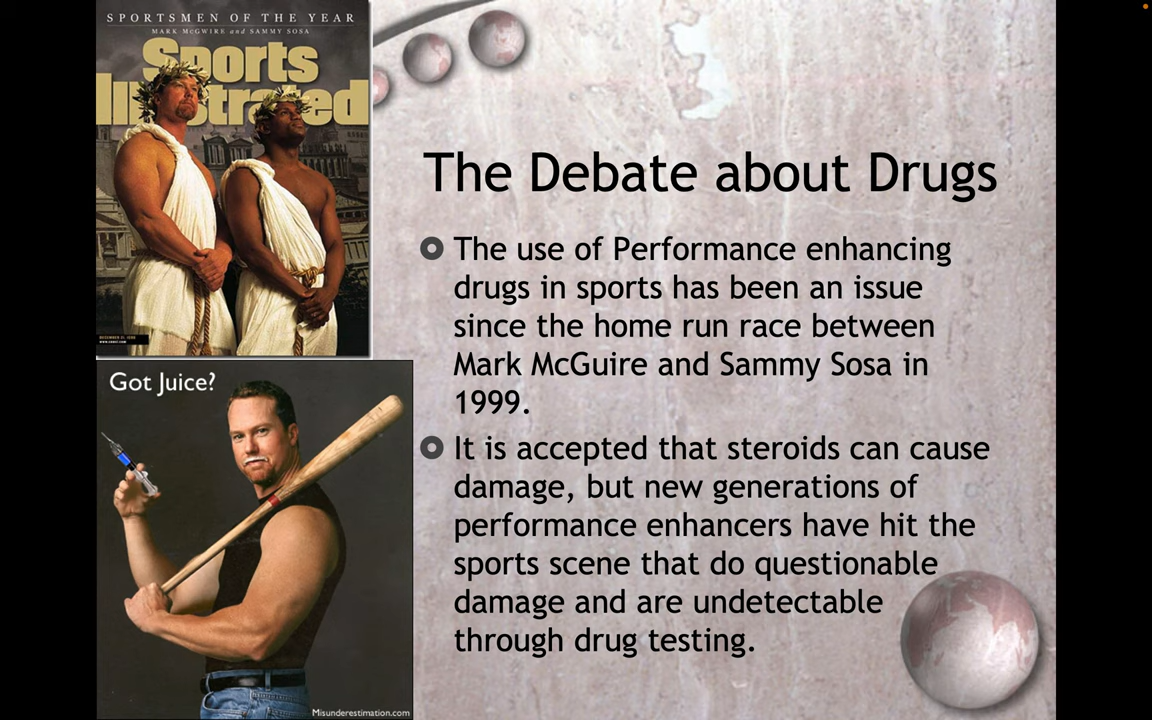 SPORTSMEN OF THE YEAR
MARK McGWIRE and SAMMY SOSA
Sports
Illustrated
Got Juice?
Misunderestimation.com
The Debate about Drugs
The use of Performance enhancing
drugs in sports has been an issue
since the home run race between
Mark McGuire and Sammy Sosa in
1999.
It is accepted that steroids can cause
damage, but new generations of
performance enhancers have hit the
sports scene that do questionable
damage and are undetectable
through drug testing.